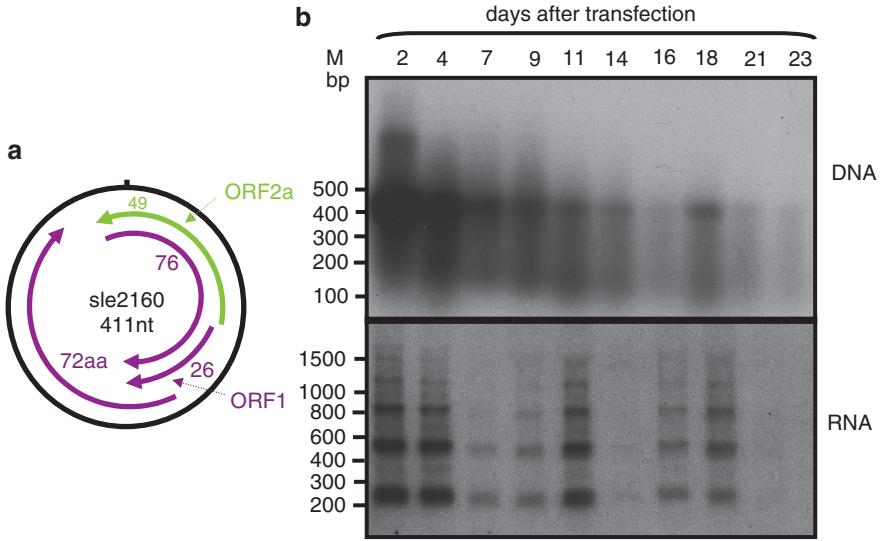 a
ORF2a
49
76
sle2160
411nt
72aa
26
ORF1
b
days after transfection
M 2 4 7 9 11 14 16 18 21 23
bp
500
400
300
200
100
DNA
1500
1000
800
600
400
300
200
RNA